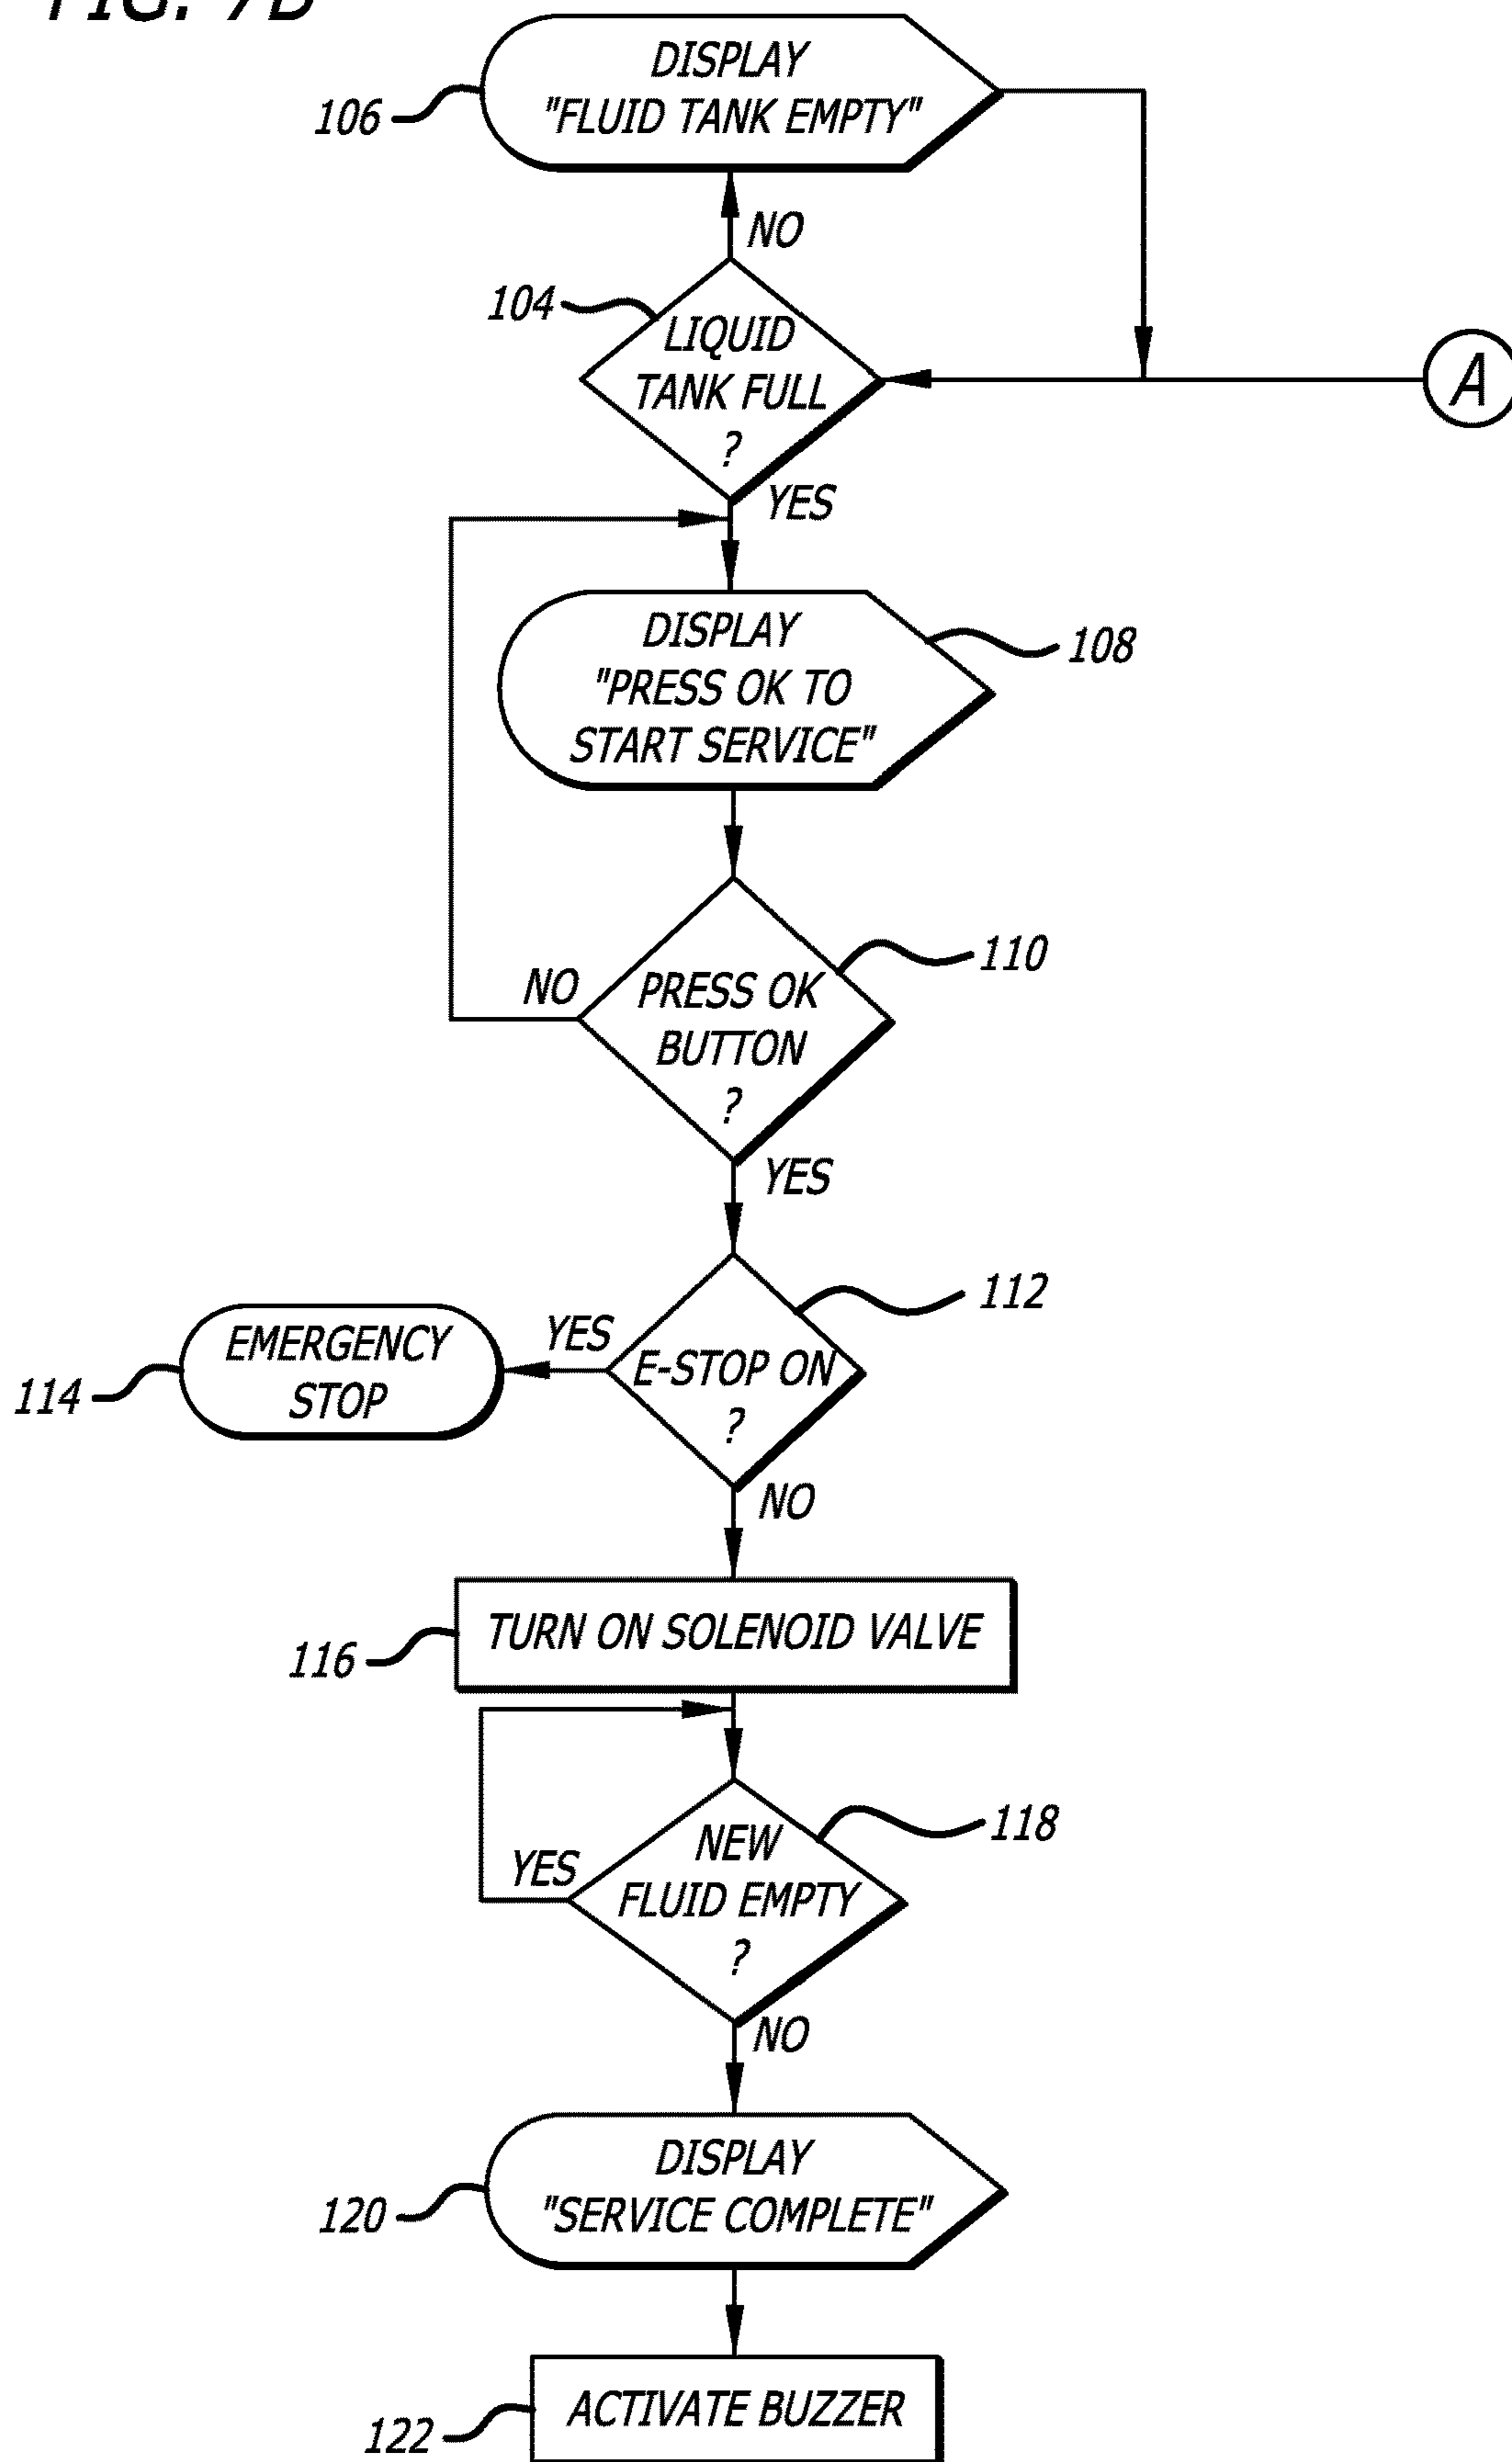 FIG. 7B
DISPLAY
"FLUID TANK EMPTY"
106
NO
104
LIQUID
TANK FULL
?
A
YES
DISPLAY
"PRESS OK TO
START SERVICE"
108
110
NO
PRESS OK
BUTTON
?
YES
112
EMERGENCY
STOP
114
YES
E-STOP ON
?
NO
TURN ON SOLENOID VALVE
116
118
YES
NEW
FLUID EMPTY
?
NO
DISPLAY
"SERVICE COMPLETE"
120
ACTIVATE BUZZER
122